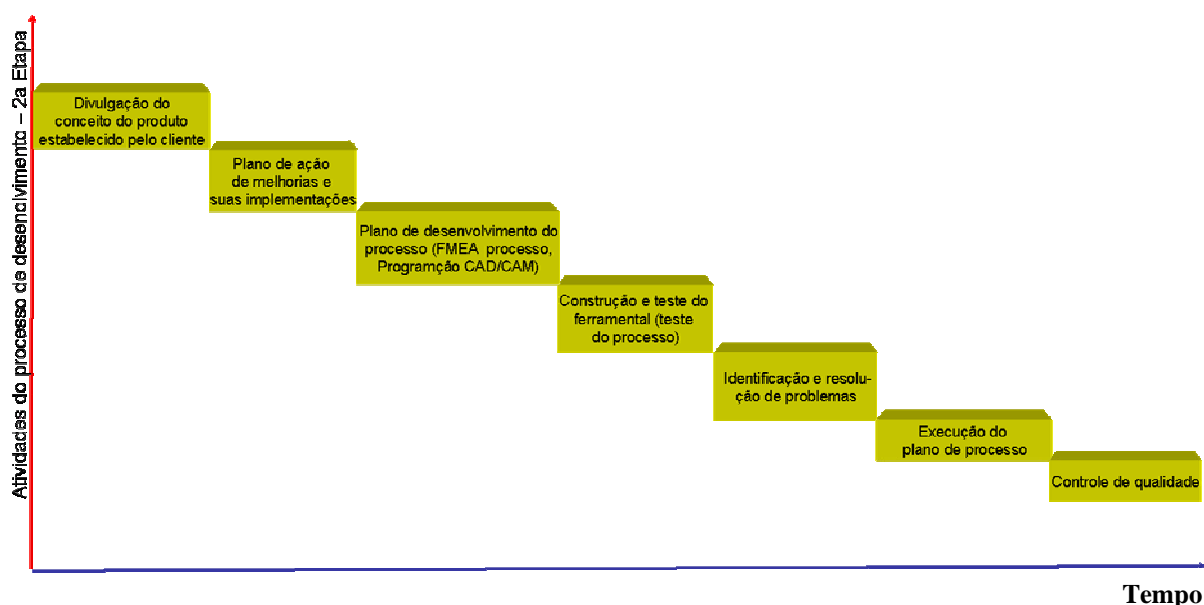 Atividades do processo de desendivimento – 2a Etapa
Divulgação do
conceito do produto
estabelecido pelo cliente
Plano de ação
de melhorias e
suas implementações
Plano de desenvolvimento do
processo (FMEA processo,
Programção CAD/CAM)
Construção e teste do
ferramental (teste
do processo)
Identificação e resolu-
ção de problemas
Execução do
plano de processo
Controle de qualidade
Tempo